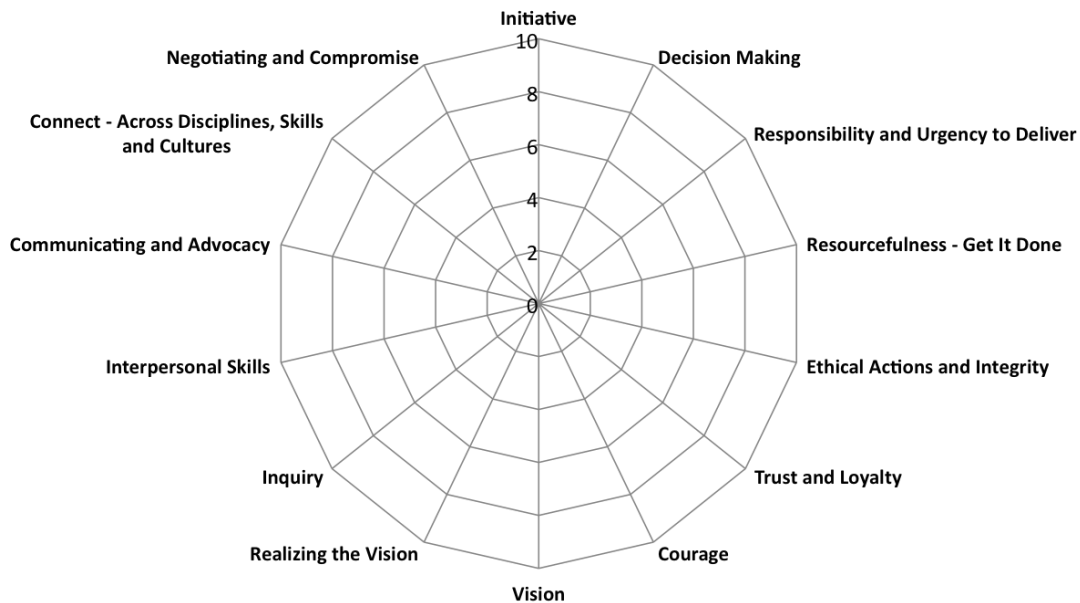 Initiative
10
Negotiating and Compromise
Decision Making
8
Connect - Across Disciplines, Skills
and Cultures
Responsibility and Urgency to Deliver
6
4
Communicating and Advocacy
Resourcefulness - Get It Done
2
0
Interpersonal Skills
Ethical Actions and Integrity
Inquiry
Trust and Loyalty
Realizing the Vision
Courage
Vision